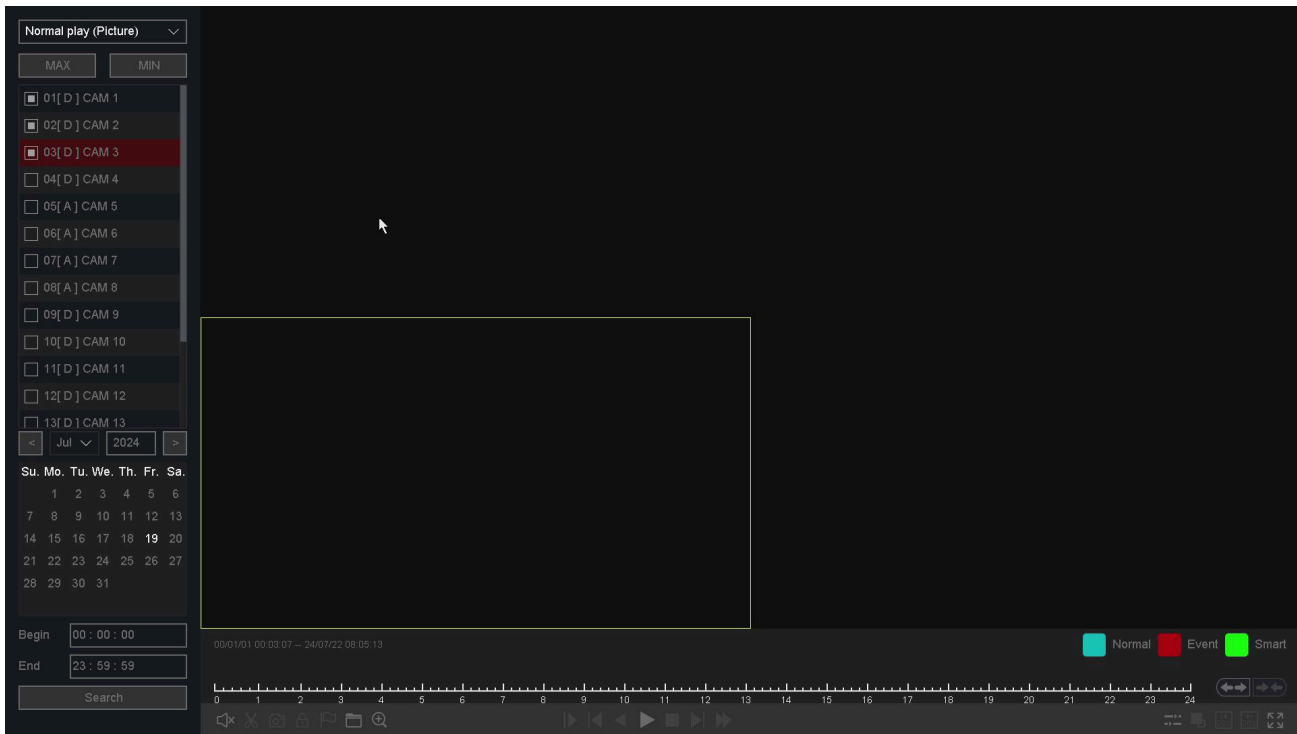 Normal play (Picture)
MAX MIN
01[ D ] CAM 1
02[ D ] CAM 2
03[ D ] CAM 3
04[ D ] CAM 4
05[ A ] CAM 5
06[ A ] CAM 6
07[ A ] CAM 7
08[ A ] CAM 8
09[ D ] CAM 9
10[ D ] CAM 10
11[ D ] CAM 11
12[ D ] CAM 12
13[ D ] CAM 13
< Jul 2024 >
Su. Mo. Tu. We. Th. Fr. Sa.
1 2 3 4 5 6
7 8 9 10 11 12 13
14 15 16 17 18 19 20
21 22 23 24 25 26 27
28 29 30 31
Begin 00 : 00 : 00
End 23 : 59 : 59
Search
00/01/01 00:03:07 -- 24/07/22 08:05:13
Normal Event Smart
0 1 2 3 4 5 6 7 8 9 10 11 12 13 14 15 16 17 18 19 20 21 22 23 24